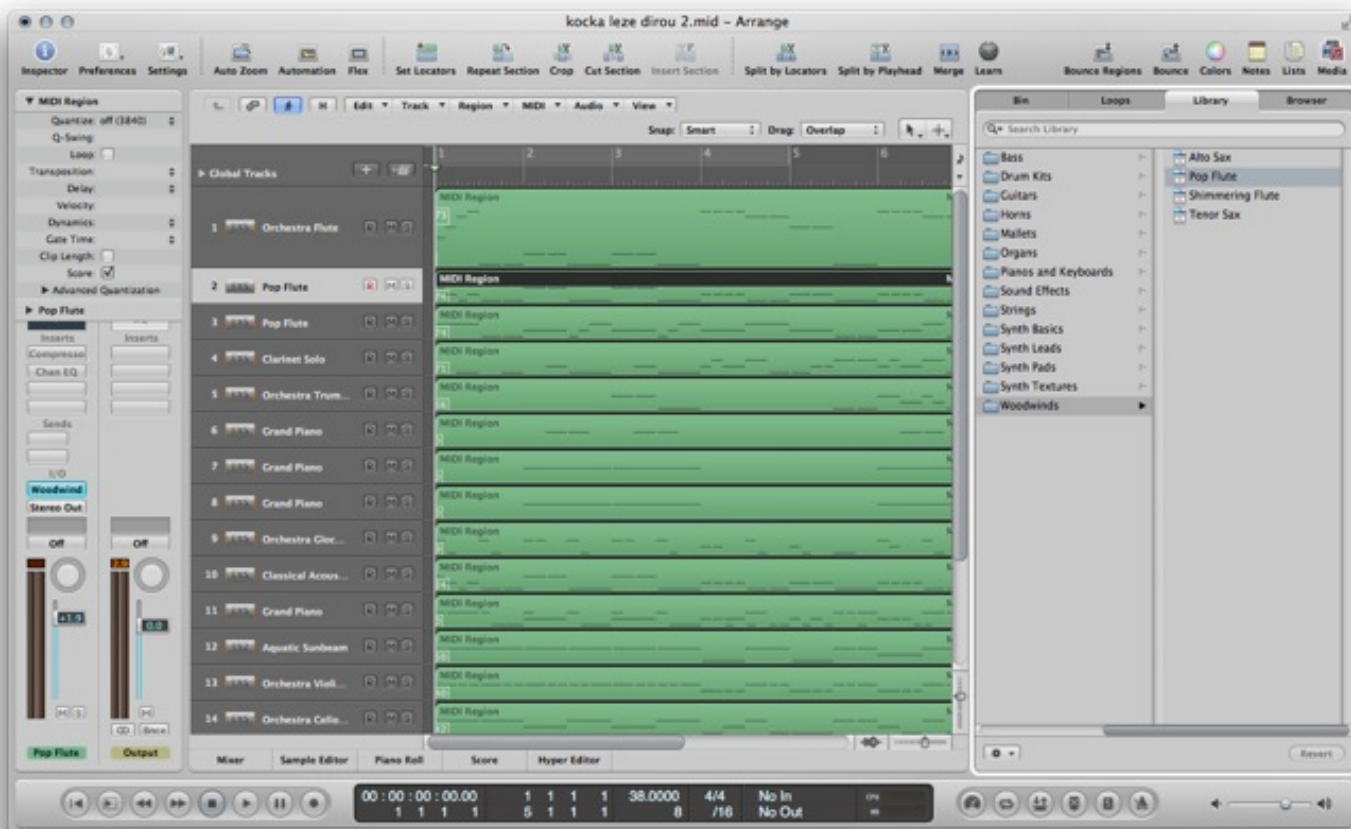 kocka leze dirou 2.mid – Arrange
Inspector Preferences Settings Auto Zoom Automation Flex Set Locators Repeat Section Crop Cut Section Insert Section Split by Locators Split by Playhead Merge Learn Bounce Regions Bounce Colors Notes Lists Media
MIDI Region
Quantize: off (3840)
Q-Swing:
Loop:
Transposition:
Delay:
Velocity:
Dynamics:
Gate Time:
Clip Length:
Score:
Advanced Quantization
Pop Flute
Inserts Inserts
Compresso
Chan EQ
Sends
I/O
Woodwind
Stereo Out
Off Off
+1.5 0.0
M S M
Bnce
Pop Flute Output
Edit Track Region MIDI Audio View
Snap: Smart Drag: Overlap
Global Tracks
1 2 3 4 5 6
1 Orchestra Flute R M S MIDI Region
2 Pop Flute R M S MIDI Region
3 Pop Flute R M S MIDI Region
4 Clarinet Solo R M S MIDI Region
5 Orchestra Trum... R M S MIDI Region
6 Grand Piano R M S MIDI Region
7 Grand Piano R M S MIDI Region
8 Grand Piano R M S MIDI Region
9 Orchestra Gloc... R M S MIDI Region
10 Classical Acous... R M S MIDI Region
11 Grand Piano R M S MIDI Region
12 Aquatic Sunbeam R M S MIDI Region
13 Orchestra Violi... R M S MIDI Region
14 Orchestra Cello... R M S MIDI Region
Mixer Sample Editor Piano Roll Score Hyper Editor
Bin Loops Library Browser
Search Library
Bass
Drum Kits
Guitars
Horns
Mallets
Organs
Pianos and Keyboards
Sound Effects
Strings
Synth Basics
Synth Leads
Synth Pads
Synth Textures
Woodwinds
Alto Sax
Pop Flute
Shimmering Flute
Tenor Sax
Revert
00:00:00:00.00 1 1 1 1 38.0000 4/4 No In CPU
1 1 1 1 5 1 1 1 8 /16 No Out HD